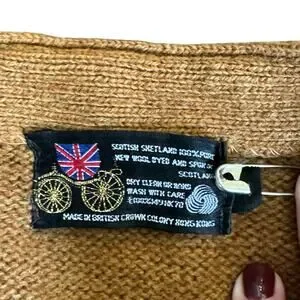 SCOTISH SHETLAND 100% PURE
NEW WOOL DYED AND SPUN IN
SCOTLAND
DRY CLEAN OR HAND
WASH WITH CARE
MADE IN BRITISH CROWN COLONY HONG KONG